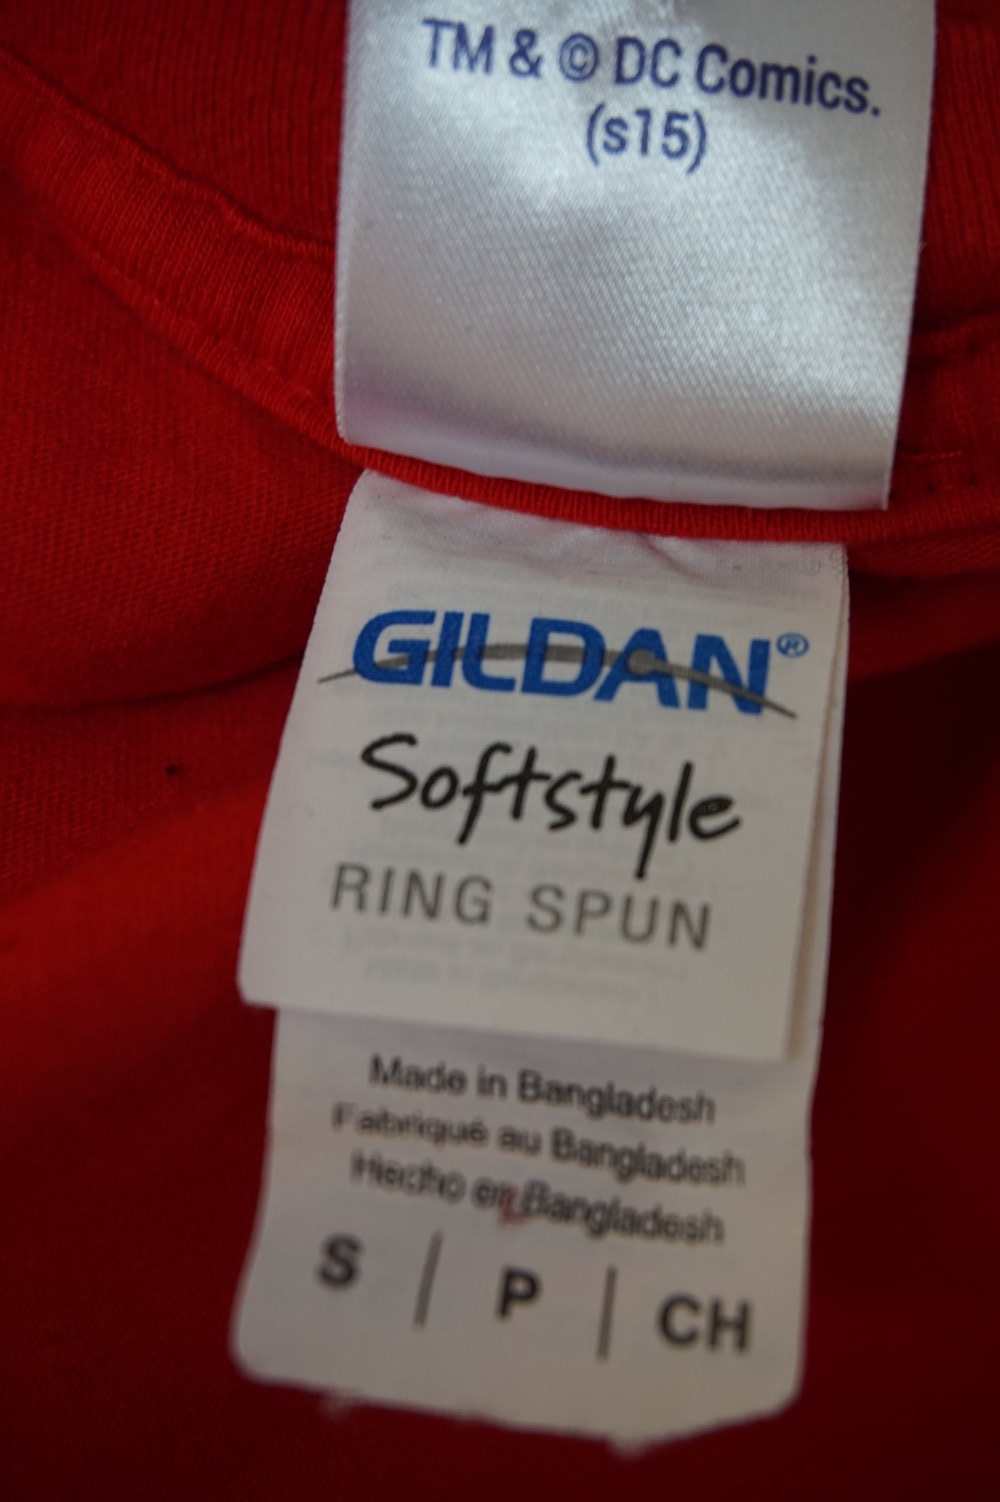 TM & © DC Comics.
(s15)
GILDAN®
Softstyle
RING SPUN
Made in Bangladesh
Fabriqué au Bangladesh
Hecho en Bangladesh
S | P | CH